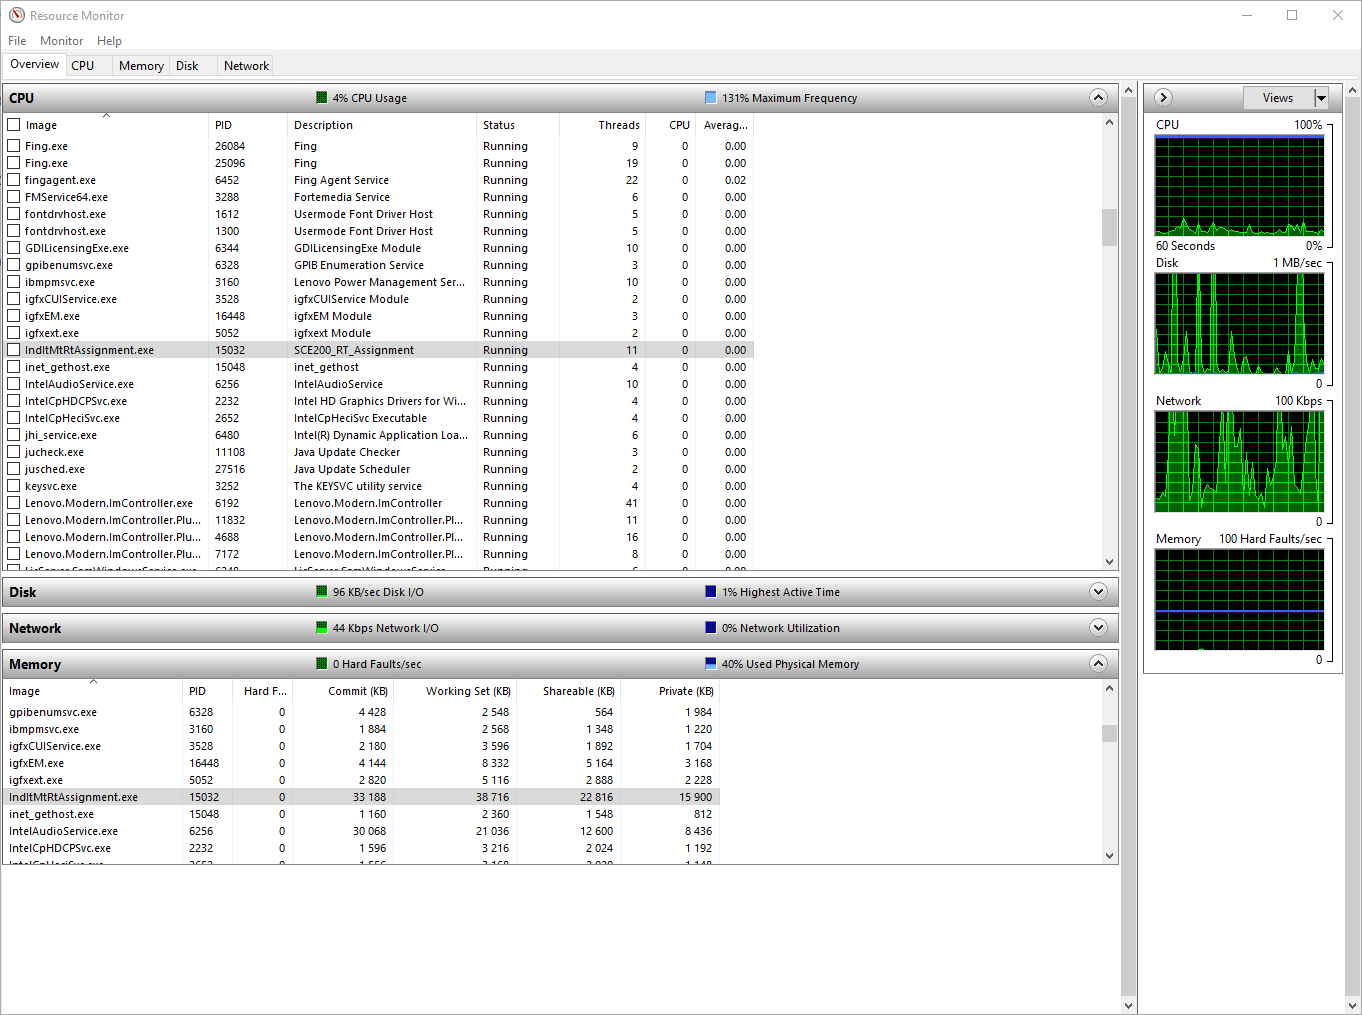 Resource Monitor
File Monitor Help
Overview CPU Memory Disk Network
CPU 4% CPU Usage 131% Maximum Frequency
Image PID Description Status Threads CPU Averag...
Fing.exe 26084 Fing Running 9 0 0.00
Fing.exe 25096 Fing Running 19 0 0.00
fingagent.exe 6452 Fing Agent Service Running 22 0 0.02
FMService64.exe 3288 Fortemedia Service Running 6 0 0.00
fontdrvhost.exe 1612 Usermode Font Driver Host Running 5 0 0.00
fontdrvhost.exe 1300 Usermode Font Driver Host Running 5 0 0.00
GDILicensingExe.exe 6344 GDILicensingExe Module Running 10 0 0.00
gpibenumsvc.exe 6328 GPIB Enumeration Service Running 3 0 0.00
ibmpmsvc.exe 3160 Lenovo Power Management Ser... Running 10 0 0.00
igfxCUIService.exe 3528 igfxCUIService Module Running 2 0 0.00
igfxEM.exe 16448 igfxEM Module Running 3 0 0.00
igfxext.exe 5052 igfxext Module Running 2 0 0.00
IndItMtRtAssignment.exe 15032 SCE200_RT_Assignment Running 11 0 0.00
inet_gethost.exe 15048 inet_gethost Running 4 0 0.00
IntelAudioService.exe 6256 IntelAudioService Running 10 0 0.00
IntelCpHDCPSvc.exe 2232 Intel HD Graphics Drivers for Wi... Running 4 0 0.00
IntelCpHeciSvc.exe 2652 IntelCpHeciSvc Executable Running 4 0 0.00
jhi_service.exe 6480 Intel(R) Dynamic Application Loa... Running 6 0 0.00
jucheck.exe 11108 Java Update Checker Running 3 0 0.00
jusched.exe 27516 Java Update Scheduler Running 2 0 0.00
keysvc.exe 3252 The KEYSVC utility service Running 4 0 0.00
Lenovo.Modern.ImController.exe 6192 Lenovo.Modern.ImController Running 41 0 0.00
Lenovo.Modern.ImController.Plu... 11832 Lenovo.Modern.ImController.Pl... Running 11 0 0.00
Lenovo.Modern.ImController.Plu... 4688 Lenovo.Modern.ImController.Pl... Running 16 0 0.00
Lenovo.Modern.ImController.Plu... 7172 Lenovo.Modern.ImController.Pl... Running 8 0 0.00
Disk 96 KB/sec Disk I/O 1% Highest Active Time
Network 44 Kbps Network I/O 0% Network Utilization
Memory 0 Hard Faults/sec 40% Used Physical Memory
Image PID Hard F... Commit (KB) Working Set (KB) Shareable (KB) Private (KB)
gpibenumsvc.exe 6328 0 4 428 2 548 564 1 984
ibmpmsvc.exe 3160 0 1 884 2 568 1 348 1 220
igfxCUIService.exe 3528 0 2 180 3 596 1 892 1 704
igfxEM.exe 16448 0 4 144 8 332 5 164 3 168
igfxext.exe 5052 0 2 820 5 116 2 888 2 228
IndItMtRtAssignment.exe 15032 0 33 188 38 716 22 816 15 900
inet_gethost.exe 15048 0 1 160 2 360 1 548 812
IntelAudioService.exe 6256 0 30 068 21 036 12 600 8 436
IntelCpHDCPSvc.exe 2232 0 1 596 3 216 2 024 1 192
Views
CPU 100%
60 Seconds 0%
Disk 1 MB/sec
0
Network 100 Kbps
0
Memory 100 Hard Faults/sec
0